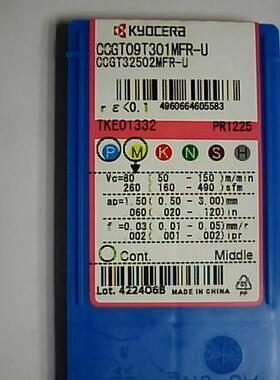 KYOCERA
CCGT09T301MFR-U
CCGT32502MFR-U
rε<0.1 4960664605583
TKE01332 PR1225
P M K N S H
Vc=80 ( 50 - 150 ) m/min
260 ( 160 - 490 ) sfm
ap=1.50 ( 0.50 - 3.00 ) mm
.060 ( .020 - .120 ) in
f =0.03 ( 0.01 - 0.05 ) mm/r
.002 ( .001 - .002 ) ipr
Cont. Middle
Lot. 422406B MADE IN CHINA PP